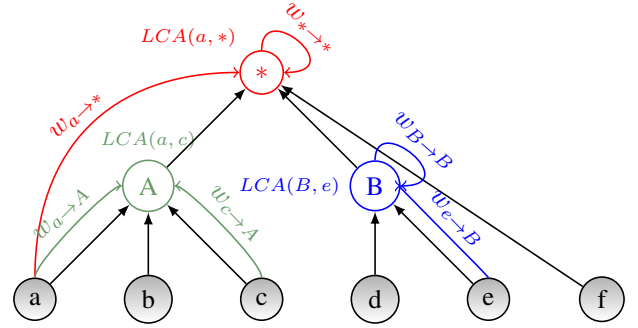 LCA(a, *)
w*→*
*
wa→*
LCA(a, c)
wB→B
A
LCA(B, e)
B
wa→A
wc→A
we→B
a
b
c
d
e
f